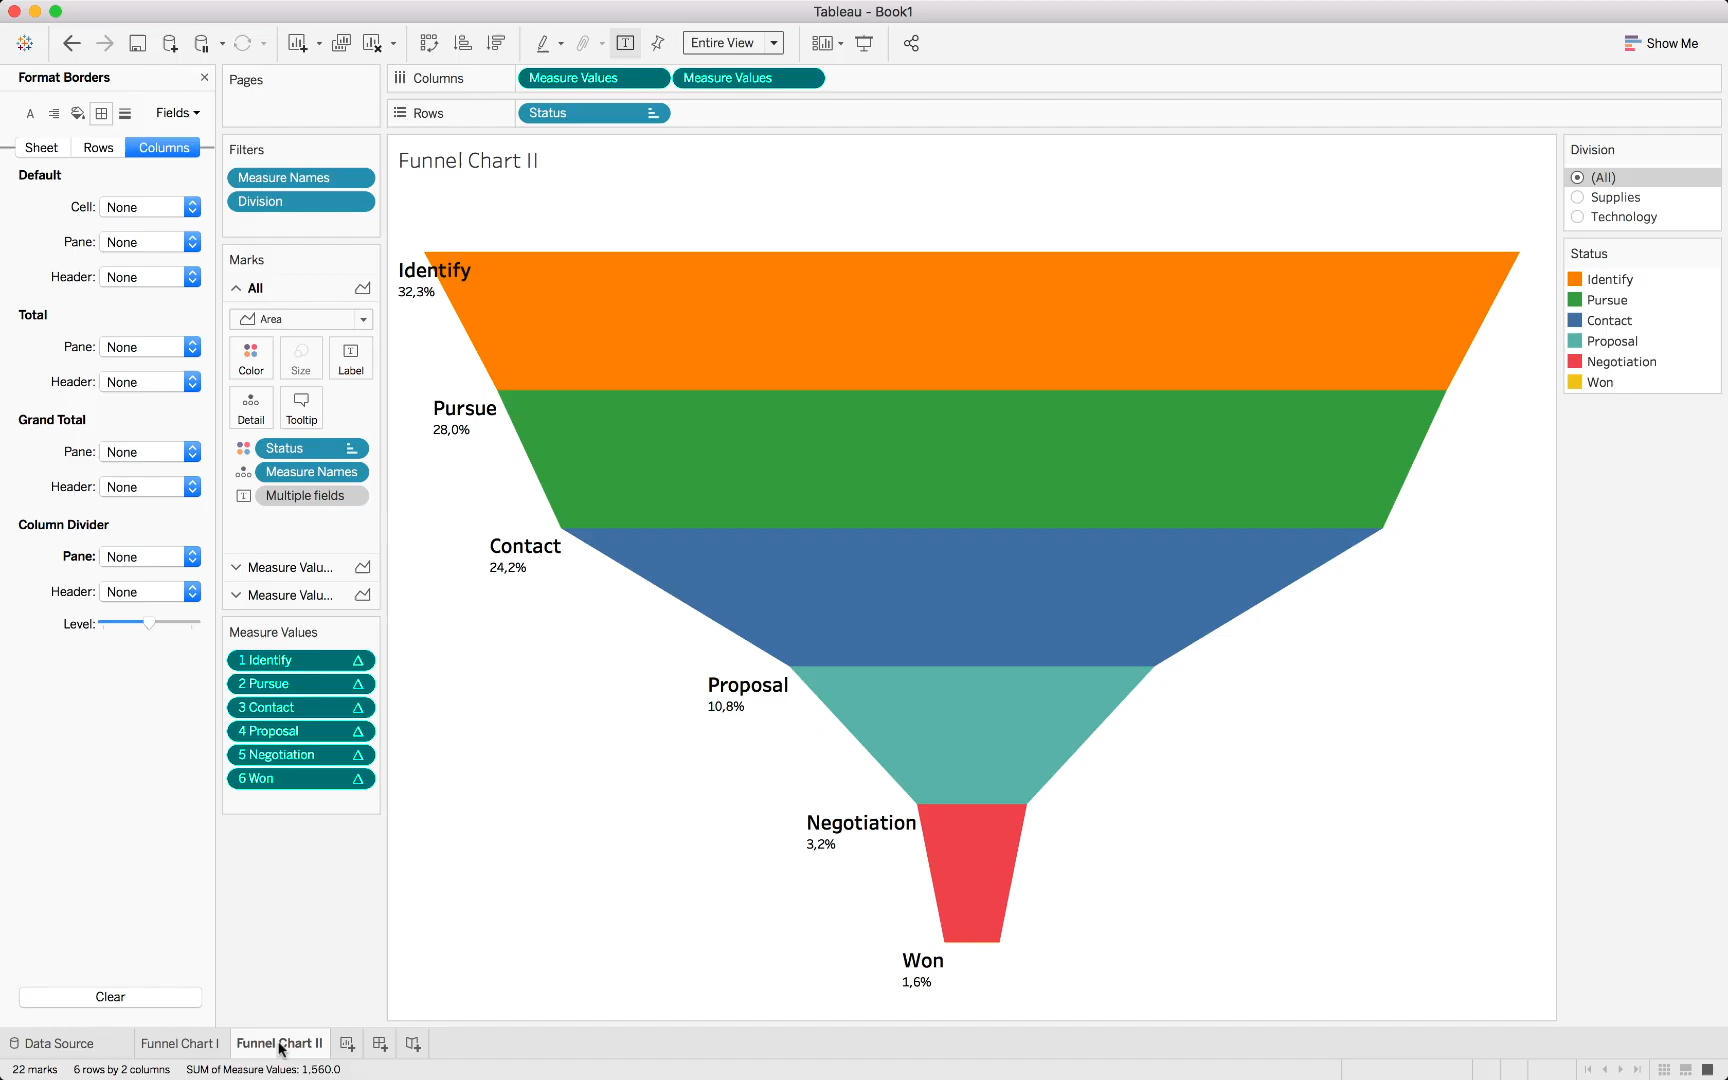 Tableau - Book1
Entire View
Show Me
Format Borders
Fields
Sheet Rows Columns
Default
Cell: None
Pane: None
Header: None
Total
Pane: None
Header: None
Grand Total
Pane: None
Header: None
Column Divider
Pane: None
Header: None
Level:
Clear
Pages
Filters
Measure Names
Division
Marks
All
Area
Color Size Label
Detail Tooltip
Status
Measure Names
Multiple fields
Measure Valu...
Measure Valu...
Measure Values
1 Identify
2 Pursue
3 Contact
4 Proposal
5 Negotiation
6 Won
Columns Measure Values Measure Values
Rows Status
Funnel Chart II
Identify
32,3%
Pursue
28,0%
Contact
24,2%
Proposal
10,8%
Negotiation
3,2%
Won
1,6%
Division
(All)
Supplies
Technology
Status
Identify
Pursue
Contact
Proposal
Negotiation
Won
Data Source Funnel Chart I Funnel Chart II
22 marks 6 rows by 2 columns SUM of Measure Values: 1,560.0